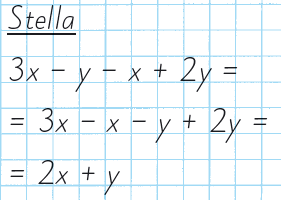 Stella
3x − y − x + 2y =
= 3x − x − y + 2y =
= 2x + y